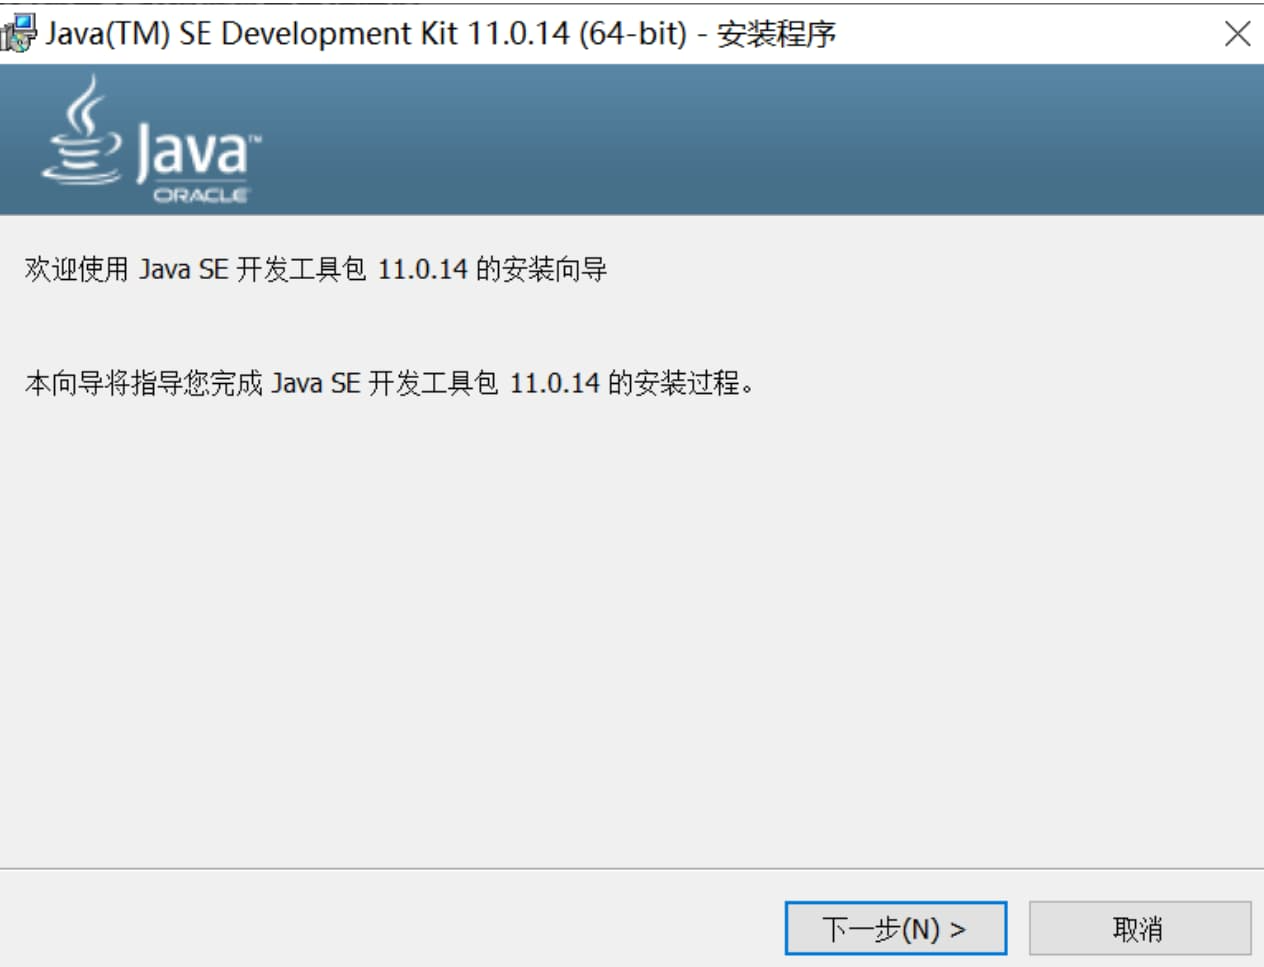 Java(TM) SE Development Kit 11.0.14 (64-bit) - 安装程序
Java™
ORACLE
欢迎使用 Java SE 开发工具包 11.0.14 的安装向导
本向导将指导您完成 Java SE 开发工具包 11.0.14 的安装过程。
下一步(N) >
取消